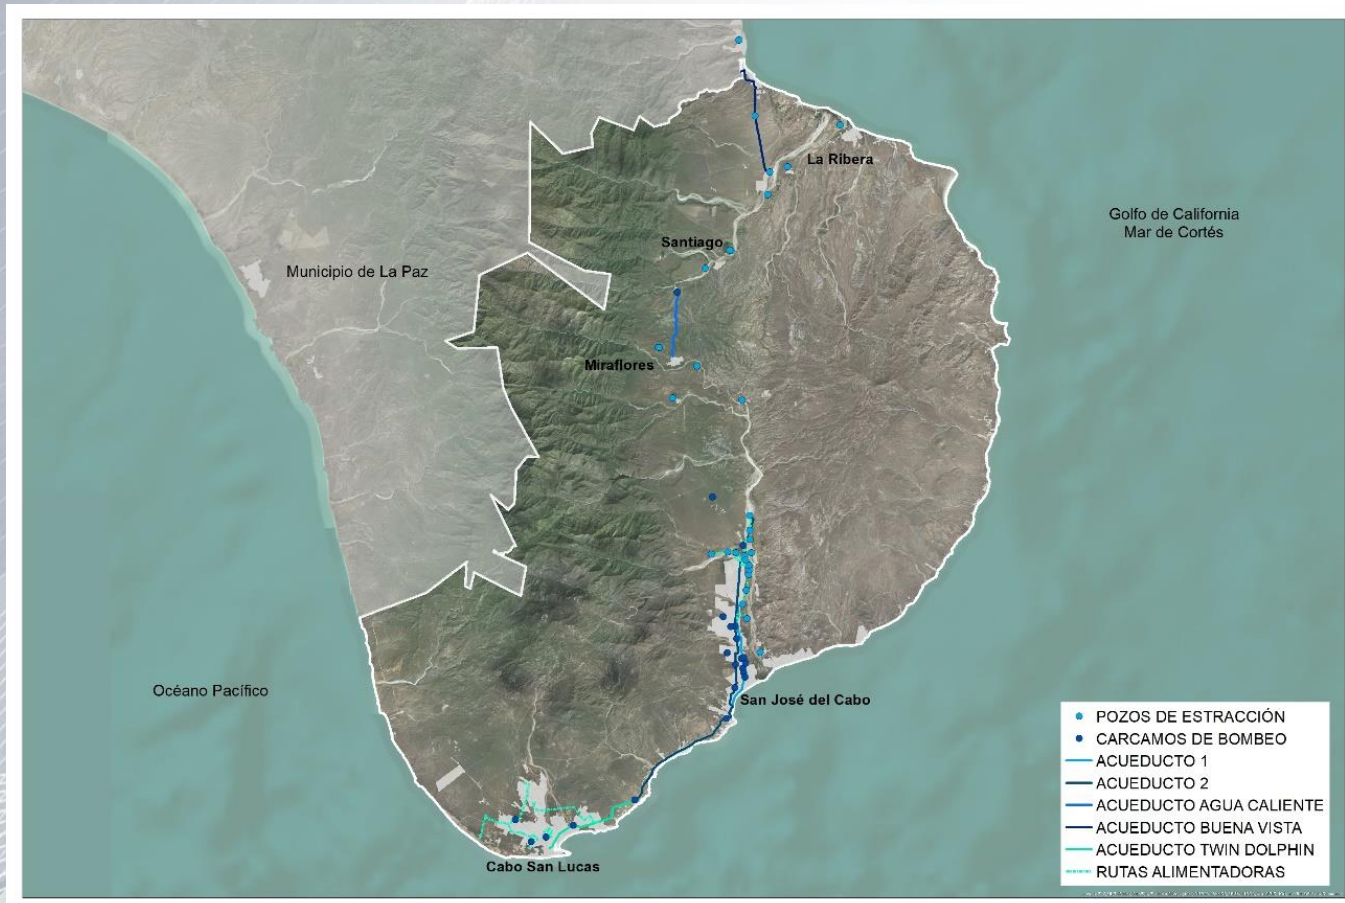 La Ribera
Golfo de California
Mar de Cortés
Santiago
Municipio de La Paz
Miraflores
Océano Pacífico
San José del Cabo
Cabo San Lucas
POZOS DE ESTRACCIÓN
CARCAMOS DE BOMBEO
ACUEDUCTO 1
ACUEDUCTO 2
ACUEDUCTO AGUA CALIENTE
ACUEDUCTO BUENA VISTA
ACUEDUCTO TWIN DOLPHIN
RUTAS ALIMENTADORAS